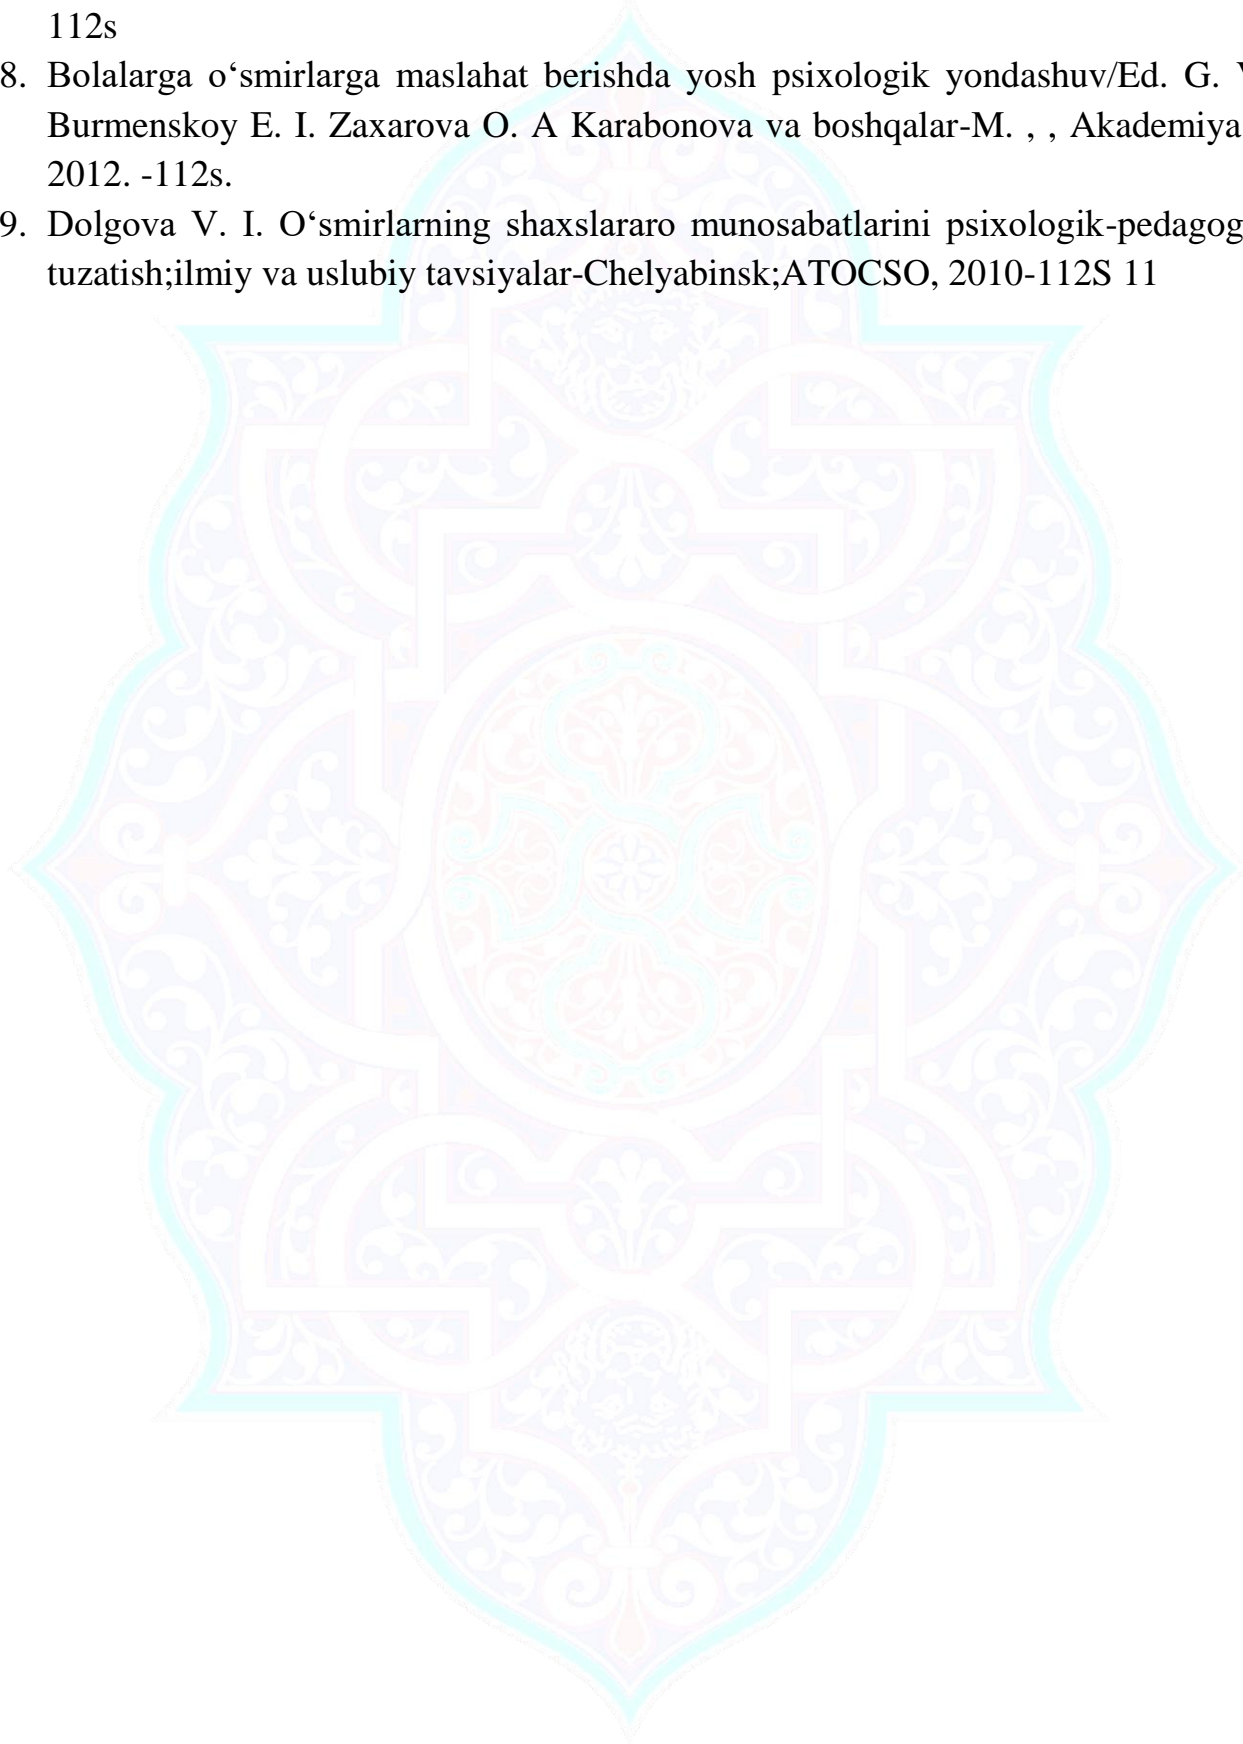 112s
8. Bolalarga o‘smirlarga maslahat berishda yosh psixologik yondashuv/Ed. G. V
Burmenskoy E. I. Zaxarova O. A Karabonova va boshqalar-M. , , Akademiya
2012. -112s.
9. Dolgova V. I. O‘smirlarning shaxslararo munosabatlarini psixologik-pedagog
tuzatish;ilmiy va uslubiy tavsiyalar-Chelyabinsk;ATOCSO, 2010-112S 11